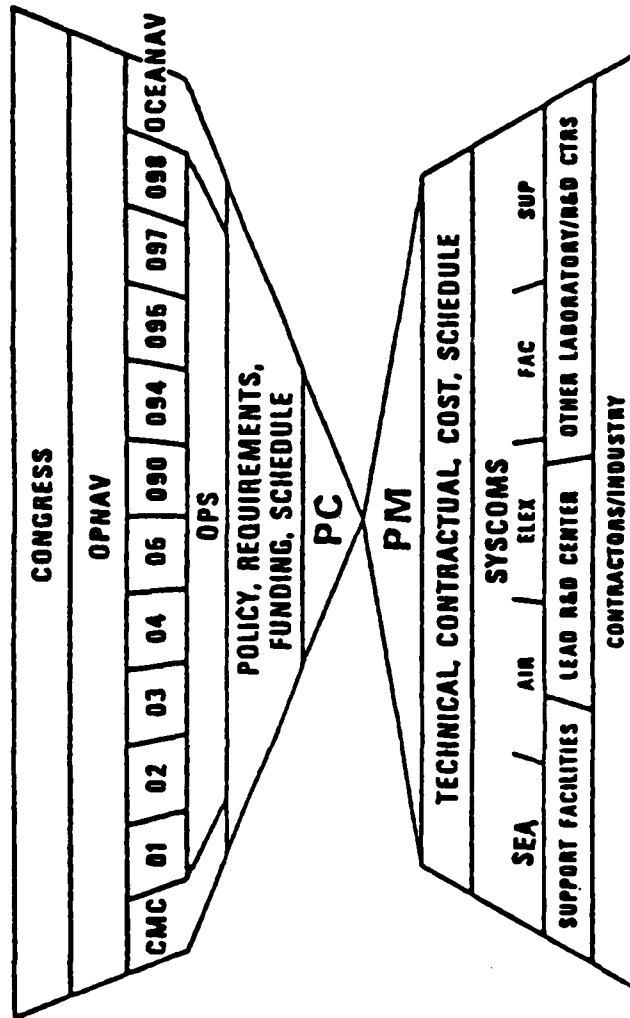 CONGRESS
OPNAV
CMC 01 02 03 04 05 090 094 095 097 098 OCEANAV
OPS
POLICY, REQUIREMENTS,
FUNDING, SCHEDULE
PC
PM
TECHNICAL, CONTRACTUAL, COST, SCHEDULE
SYSCOMS
SEA AIR ELEX FAC SUP
SUPPORT FACILITIES LEAD R&D CENTER OTHER LABORATORY/R&D CTRS
CONTRACTORS/INDUSTRY